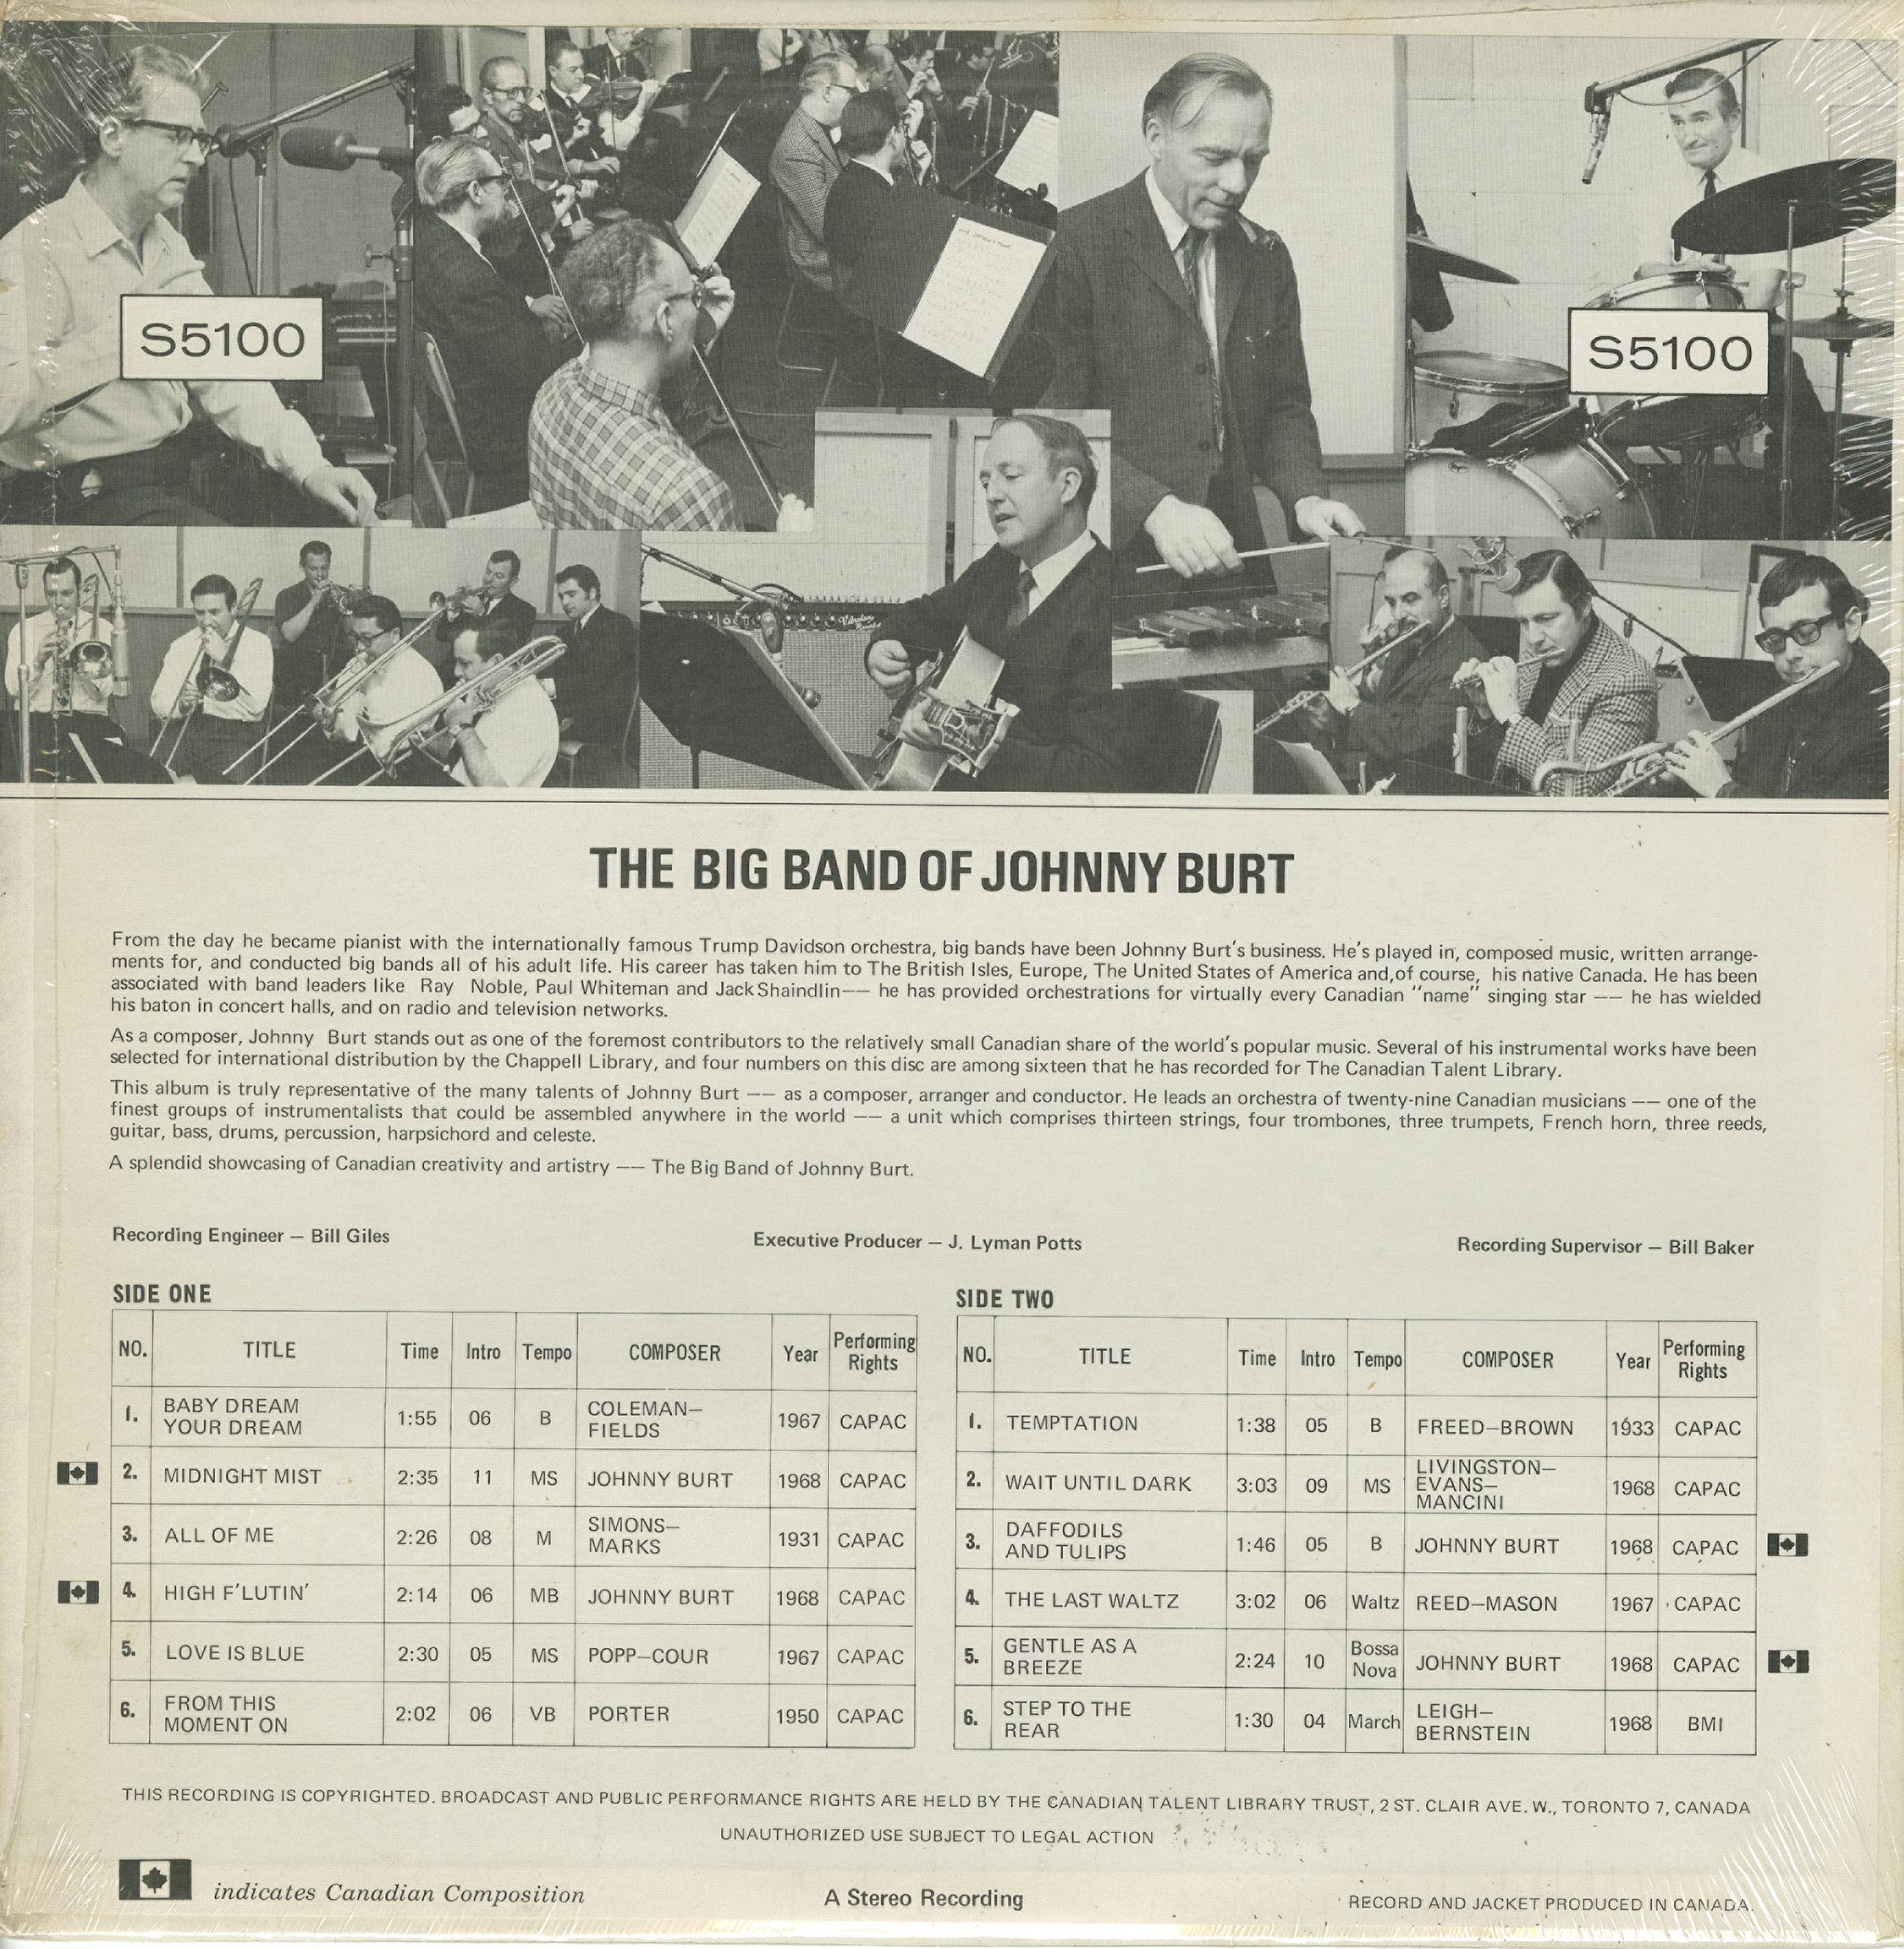 S5100
S5100
THE BIG BAND OF JOHNNY BURT
From the day he became pianist with the internationally famous Trump Davidson orchestra, big bands have been Johnny Burt's business. He's played in, composed music, written arrange-
ments for, and conducted big bands all of his adult life. His career has taken him to The British Isles, Europe, The United States of America and,of course, his native Canada. He has been
associated with band leaders like Ray Noble, Paul Whiteman and Jack Shaindlin —— he has provided orchestrations for virtually every Canadian "name" singing star —— he has wielded
his baton in concert halls, and on radio and television networks.
As a composer, Johnny Burt stands out as one of the foremost contributors to the relatively small Canadian share of the world's popular music. Several of his instrumental works have been
selected for international distribution by the Chappell Library, and four numbers on this disc are among sixteen that he has recorded for The Canadian Talent Library.
This album is truly representative of the many talents of Johnny Burt —— as a composer, arranger and conductor. He leads an orchestra of twenty-nine Canadian musicians —— one of the
finest groups of instrumentalists that could be assembled anywhere in the world —— a unit which comprises thirteen strings, four trombones, three trumpets, French horn, three reeds,
guitar, bass, drums, percussion, harpsichord and celeste.
A splendid showcasing of Canadian creativity and artistry —— The Big Band of Johnny Burt.
Recording Engineer — Bill Giles
Executive Producer — J. Lyman Potts
Recording Supervisor — Bill Baker
SIDE ONE
NO. TITLE Time Intro Tempo COMPOSER Year Performing Rights
1. BABY DREAM YOUR DREAM 1:55 06 B COLEMAN—FIELDS 1967 CAPAC
2. MIDNIGHT MIST 2:35 11 MS JOHNNY BURT 1968 CAPAC
3. ALL OF ME 2:26 08 M SIMONS—MARKS 1931 CAPAC
4. HIGH F'LUTIN' 2:14 06 MB JOHNNY BURT 1968 CAPAC
5. LOVE IS BLUE 2:30 05 MS POPP—COUR 1967 CAPAC
6. FROM THIS MOMENT ON 2:02 06 VB PORTER 1950 CAPAC
SIDE TWO
NO. TITLE Time Intro Tempo COMPOSER Year Performing Rights
1. TEMPTATION 1:38 05 B FREED—BROWN 1933 CAPAC
2. WAIT UNTIL DARK 3:03 09 MS LIVINGSTON—EVANS—MANCINI 1968 CAPAC
3. DAFFODILS AND TULIPS 1:46 05 B JOHNNY BURT 1968 CAPAC
4. THE LAST WALTZ 3:02 06 Waltz REED—MASON 1967 CAPAC
5. GENTLE AS A BREEZE 2:24 10 Bossa Nova JOHNNY BURT 1968 CAPAC
6. STEP TO THE REAR 1:30 04 March LEIGH—BERNSTEIN 1968 BMI
THIS RECORDING IS COPYRIGHTED. BROADCAST AND PUBLIC PERFORMANCE RIGHTS ARE HELD BY THE CANADIAN TALENT LIBRARY TRUST, 2 ST. CLAIR AVE. W., TORONTO 7, CANADA
UNAUTHORIZED USE SUBJECT TO LEGAL ACTION
indicates Canadian Composition
A Stereo Recording
RECORD AND JACKET PRODUCED IN CANADA.